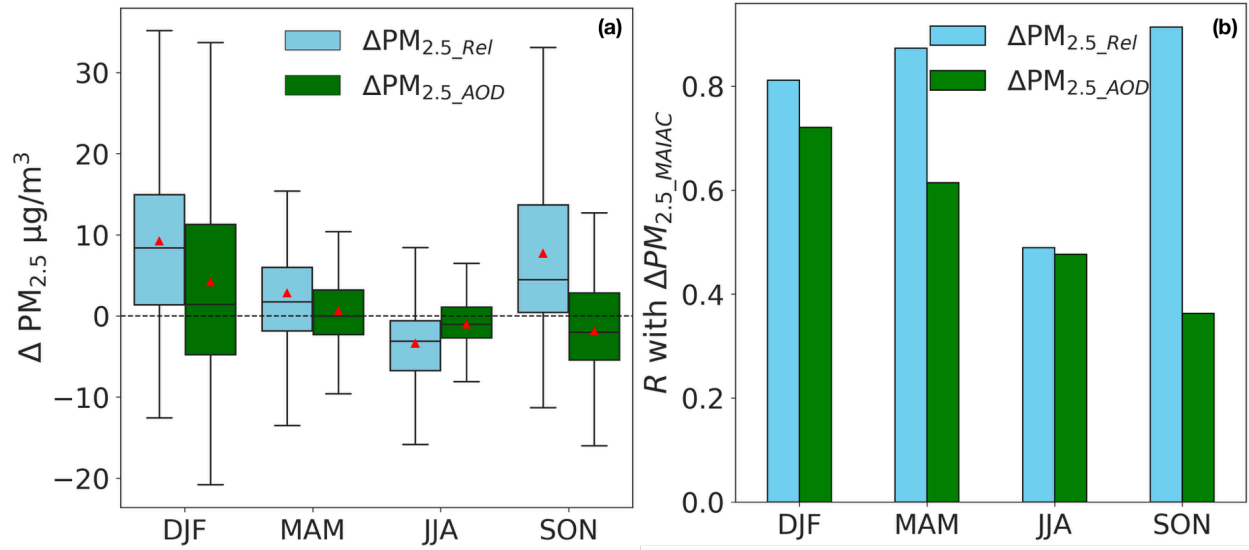 (a)
ΔPM2.5_Rel
ΔPM2.5_AOD
Δ PM2.5 µg/m³
30
20
10
0
−10
−20
DJF MAM JJA SON
(b)
ΔPM2.5_Rel
ΔPM2.5_AOD
R with ΔPM2.5_MAIAC
0.8
0.6
0.4
0.2
0.0
DJF MAM JJA SON